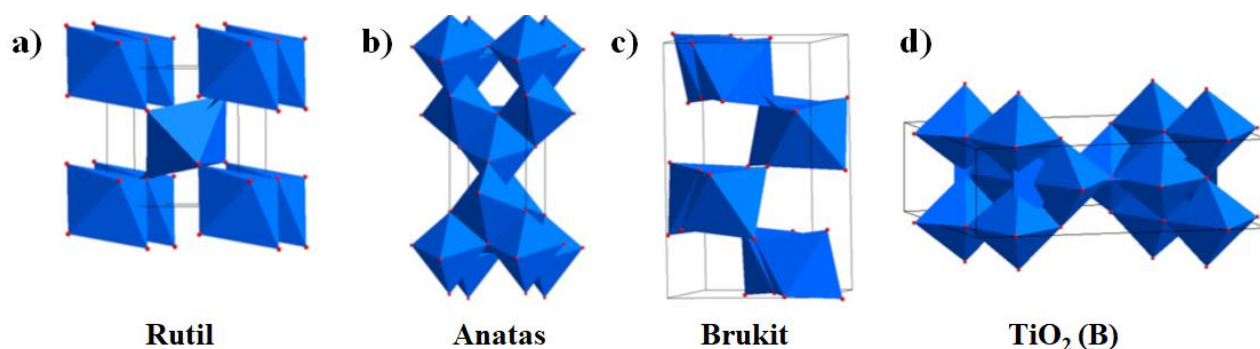 a)
b)
c)
d)
Rutil
Anatas
Brukit
TiO₂ (B)